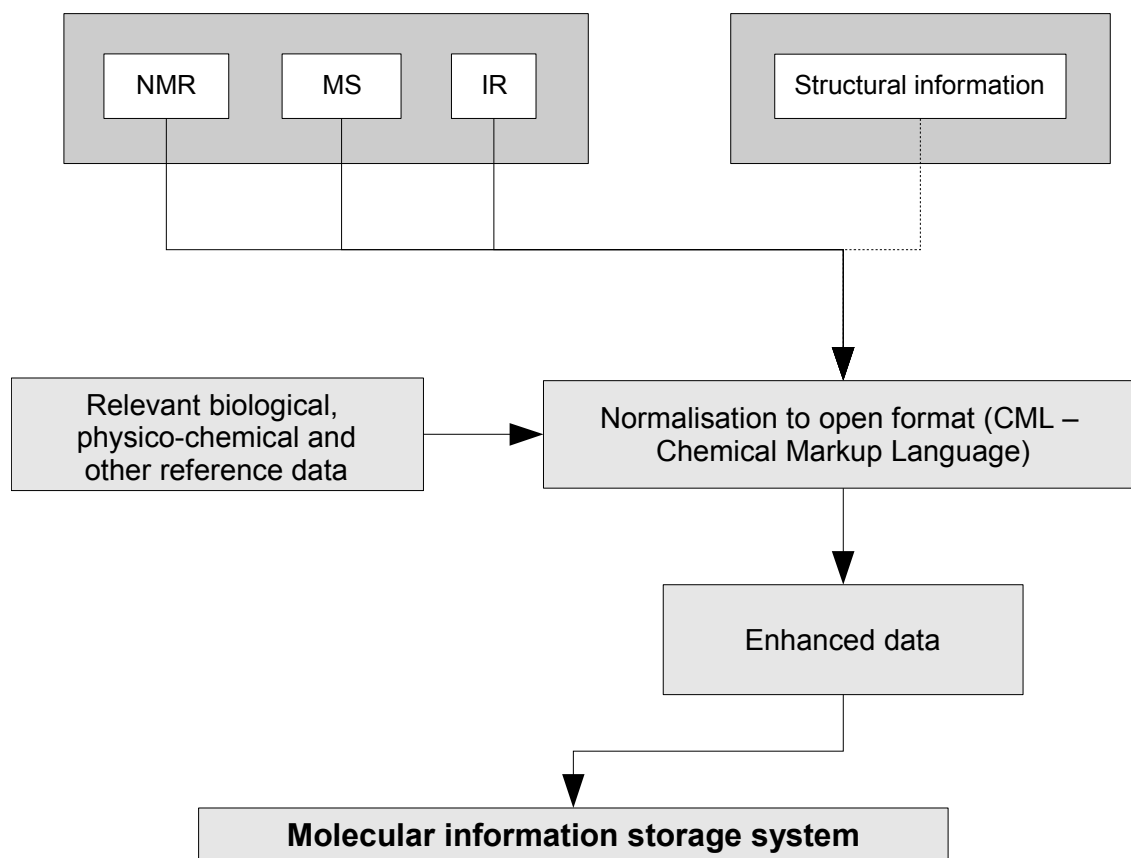 NMR
MS
IR
Structural information
Relevant biological,
physico-chemical and
other reference data
Normalisation to open format (CML –
Chemical Markup Language)
Enhanced data
Molecular information storage system